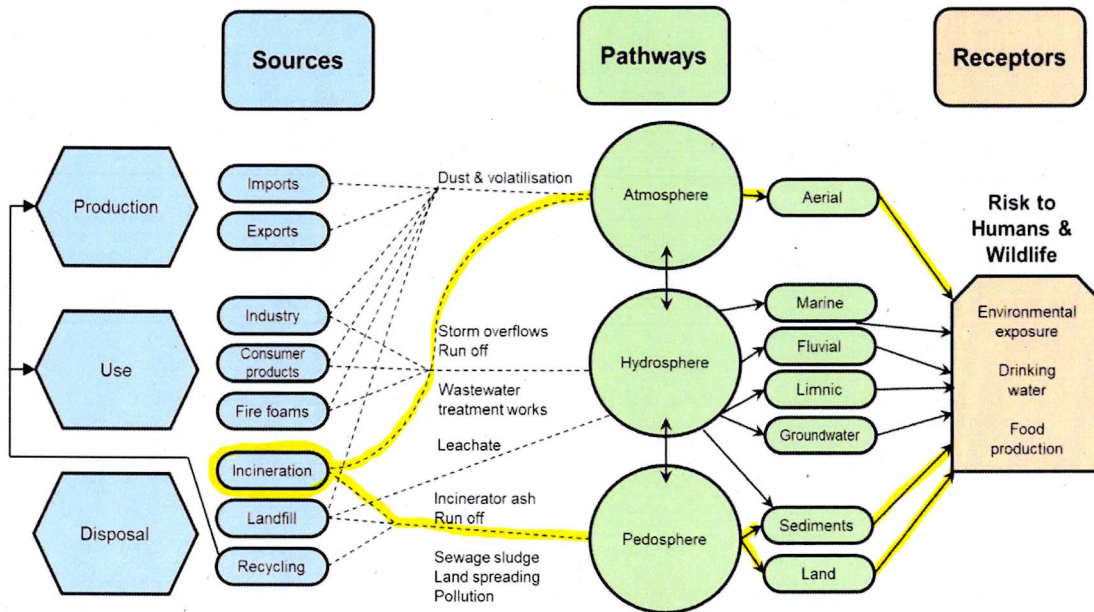 Sources
Pathways
Receptors
Production
Imports
Exports
Dust & volatilisation
Atmosphere
Aerial
Risk to
Humans &
Wildlife
Use
Industry
Consumer
products
Fire foams
Storm overflows
Run off
Wastewater
treatment works
Hydrosphere
Marine
Fluvial
Limnic
Groundwater
Environmental
exposure
Drinking
water
Food
production
Disposal
Incineration
Landfill
Recycling
Leachate
Incinerator ash
Run off
Sewage sludge
Land spreading
Pollution
Pedosphere
Sediments
Land